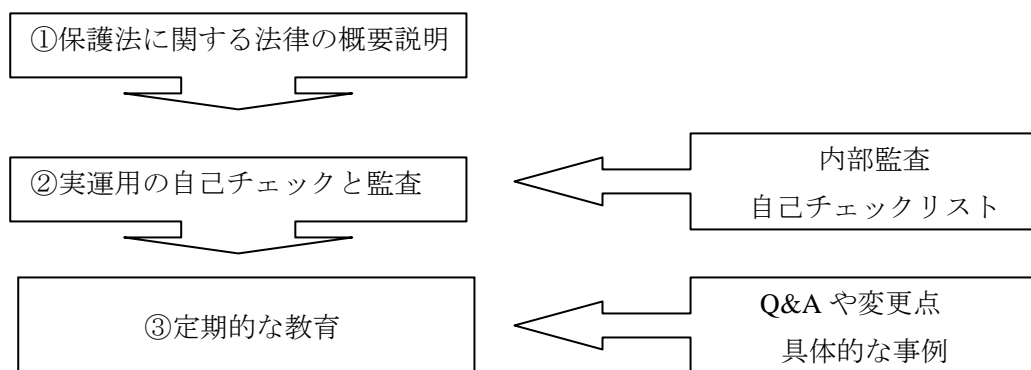 ①保護法に関する法律の概要説明
②実運用の自己チェックと監査
内部監査
自己チェックリスト
③定期的な教育
Q&Aや変更点
具体的な事例